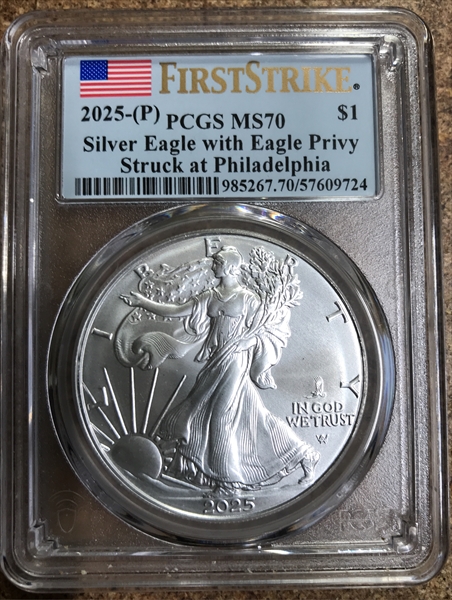 FIRSTSTRIKE®
2025-(P) PCGS MS70 $1
Silver Eagle with Eagle Privy
Struck at Philadelphia
985267.70/57609724
LIBERTY
IN GOD
WE TRUST
2025